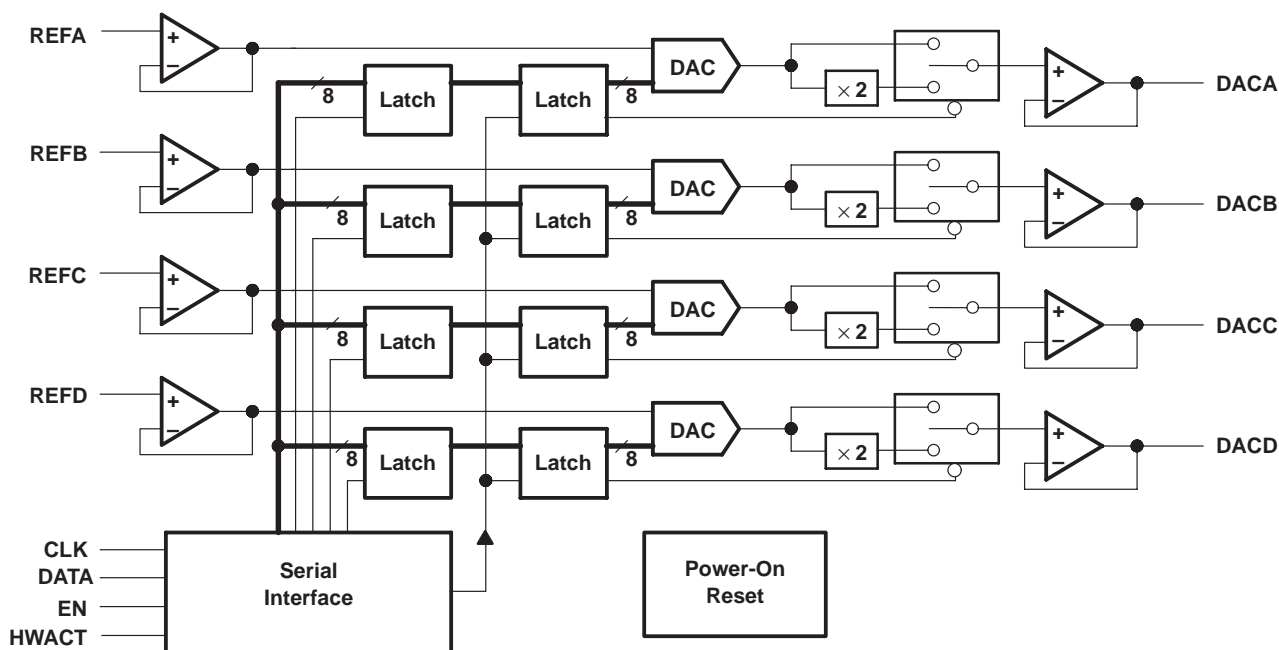 REFA
+
−
8
Latch
Latch
8
DAC
× 2
+
−
DACA
REFB
+
−
8
Latch
Latch
8
DAC
× 2
+
−
DACB
REFC
+
−
8
Latch
Latch
8
DAC
× 2
+
−
DACC
REFD
+
−
8
Latch
Latch
8
DAC
× 2
+
−
DACD
CLK
DATA
EN
HWACT
Serial
Interface
Power-On
Reset